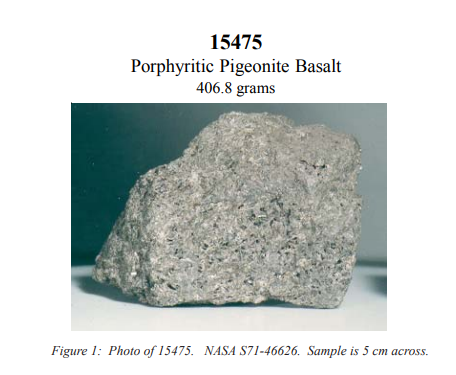 15475
Porphyritic Pigeonite Basalt
406.8 grams
Figure 1:  Photo of 15475.   NASA S71-46626.  Sample is 5 cm across.